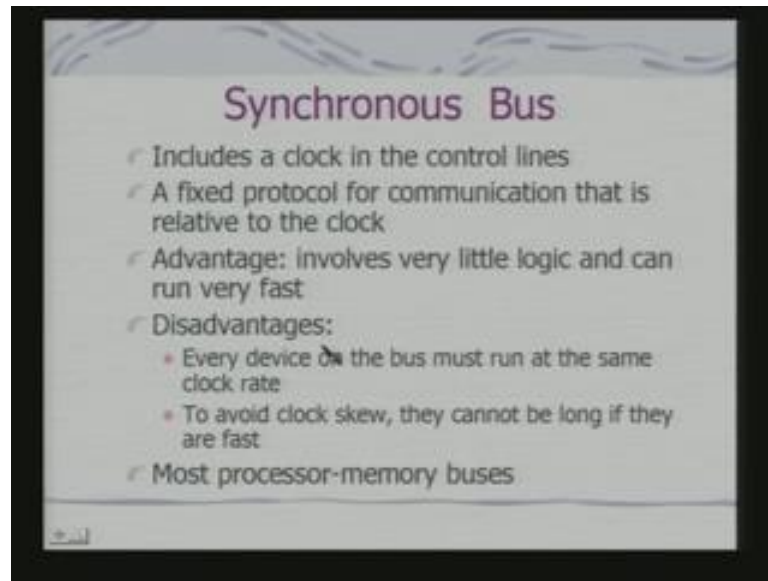 Synchronous Bus
Includes a clock in the control lines
A fixed protocol for communication that is
relative to the clock
Advantage: involves very little logic and can
run very fast
Disadvantages:
Every device on the bus must run at the same
clock rate
To avoid clock skew, they cannot be long if they
are fast
Most processor-memory buses